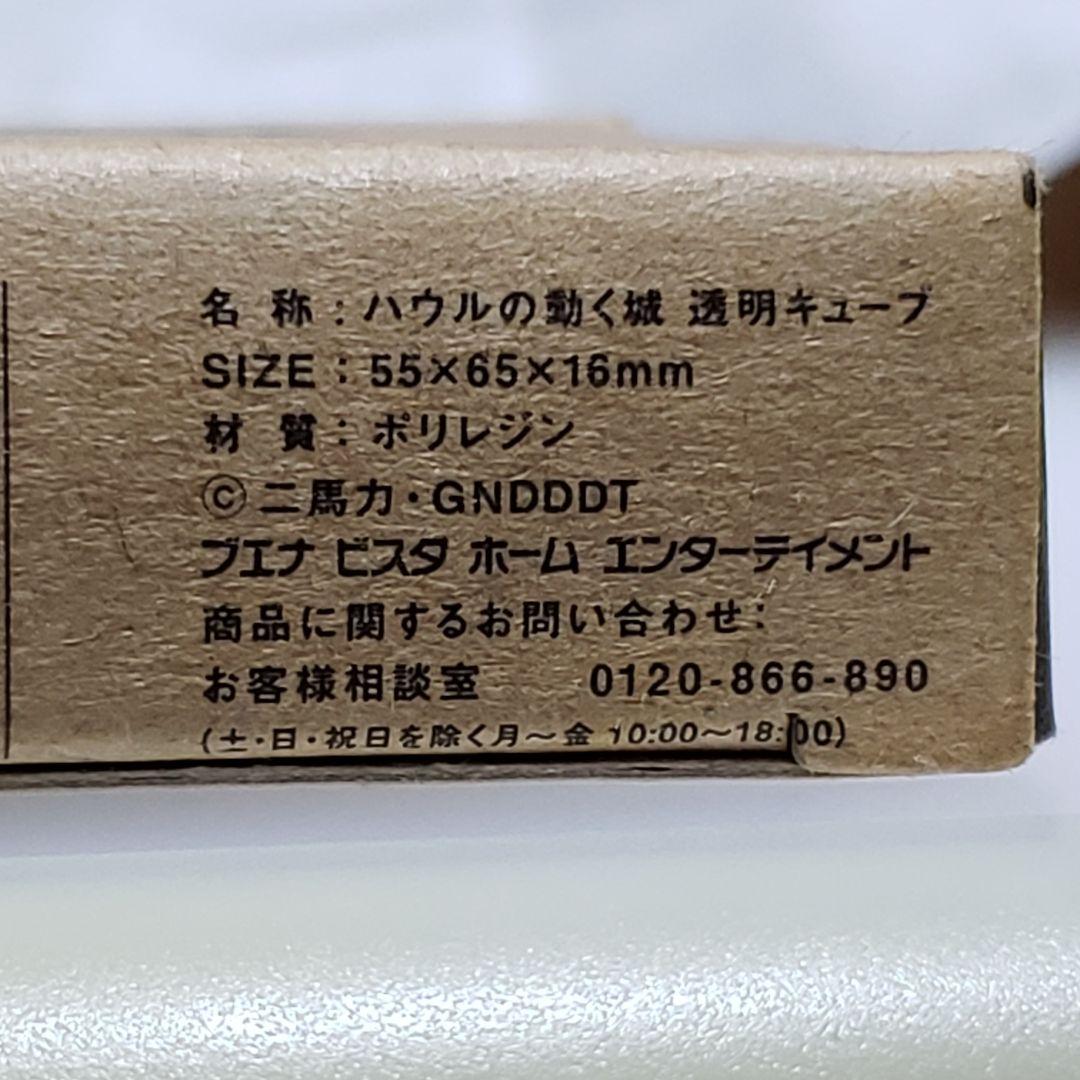 名 称：ハウルの動く城 透明キューブ
SIZE：55×65×16mm
材 質：ポリレジン
©二馬力・GNDDDT
ブエナ ビスタ ホーム エンターテイメント
商品に関するお問い合わせ：
お客様相談室 0120-866-890
(土・日・祝日を除く月～金 10:00～18:00)